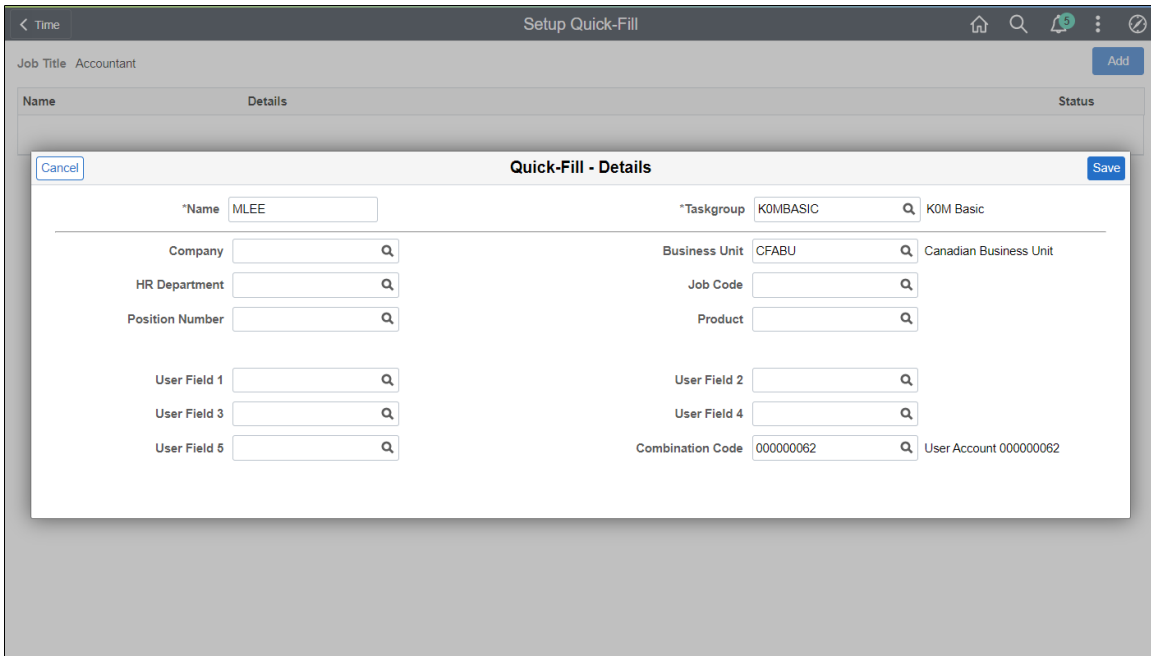 Time Setup Quick-Fill 5
Job Title Accountant Add
Name Details Status
Cancel Quick-Fill - Details Save
*Name MLEE *Taskgroup K0MBASIC K0M Basic
Company Business Unit CFABU Canadian Business Unit
HR Department Job Code
Position Number Product
User Field 1 User Field 2
User Field 3 User Field 4
User Field 5 Combination Code 000000062 User Account 000000062